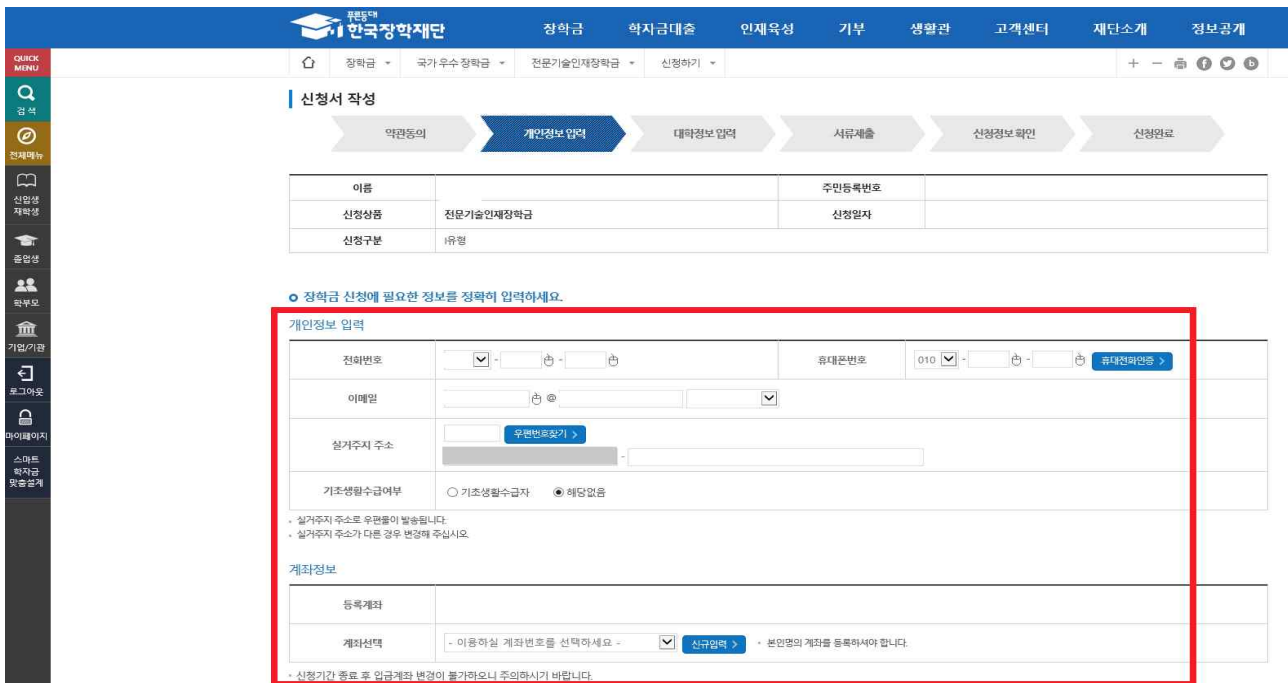 푸른등대
한국장학재단
장학금 학자금대출 인재육성 기부 생활관 고객센터 재단소개 정보공개
QUICK
MENU
장학금 국가우수장학금 전문기술인재장학금 신청하기
검색
전체메뉴
신입생
재학생
졸업생
학부모
기업/기관
로그아웃
마이페이지
스마트
학자금
맞춤설계
신청서 작성
약관동의 개인정보입력 대학정보입력 서류제출 신청정보확인 신청완료
이름 주민등록번호
신청상품 전문기술인재장학금 신청일자
신청구분 유형
장학금 신청에 필요한 정보를 정확히 입력하세요.
개인정보 입력
전화번호 - - 휴대폰번호 010 - - 휴대전화인증 >
이메일 @
실거주지 주소 우편번호찾기 >
-
기초생활수급여부 기초생활수급자 해당없음
실거주지 주소로 우편물이 발송됩니다.
실거주지 주소가 다른 경우 변경해 주십시오.
계좌정보
등록계좌
계좌선택 - 이용하실 계좌번호를 선택하세요 - 신규입력 > 본인명의 계좌를 등록하셔야 합니다.
신청기간 종료 후 입금계좌 변경이 불가하오니 주의하시기 바랍니다.